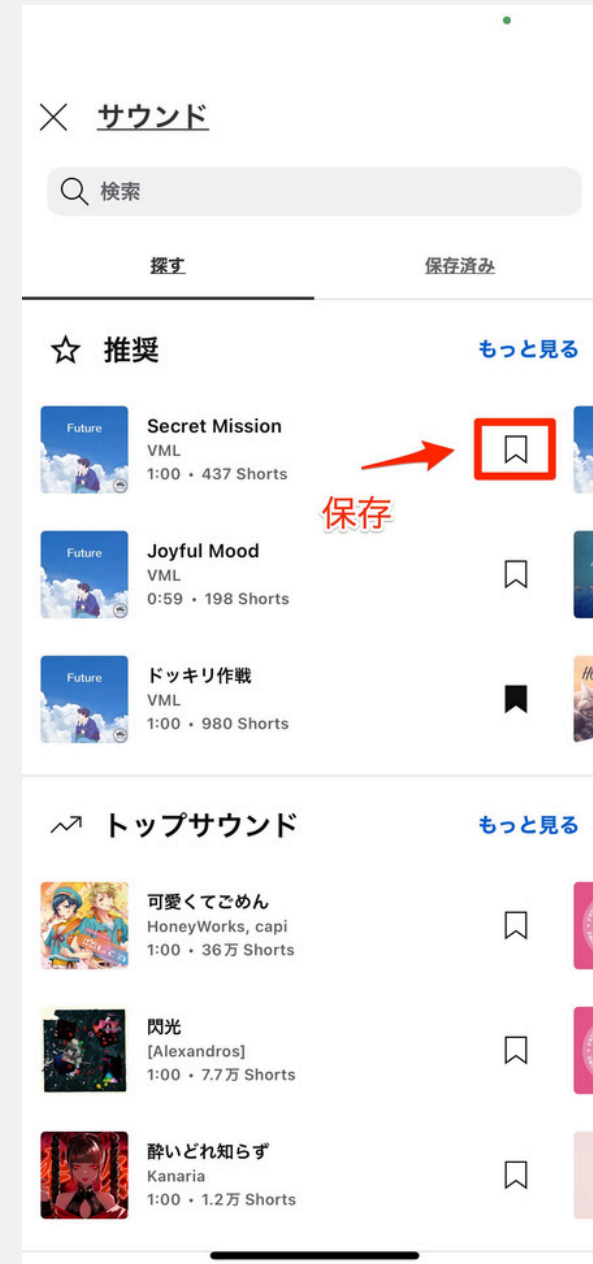 サウンド
検索
探す
保存済み
推奨
もっと見る
Future
Secret Mission
VML
1:00 • 437 Shorts
保存
Future
Joyful Mood
VML
0:59 • 198 Shorts
Future
ドッキリ作戦
VML
1:00 • 980 Shorts
トップサウンド
もっと見る
可愛くてごめん
HoneyWorks, capi
1:00 • 36万 Shorts
閃光
[Alexandros]
1:00 • 7.7万 Shorts
酔いどれ知らず
Kanaria
1:00 • 1.2万 Shorts